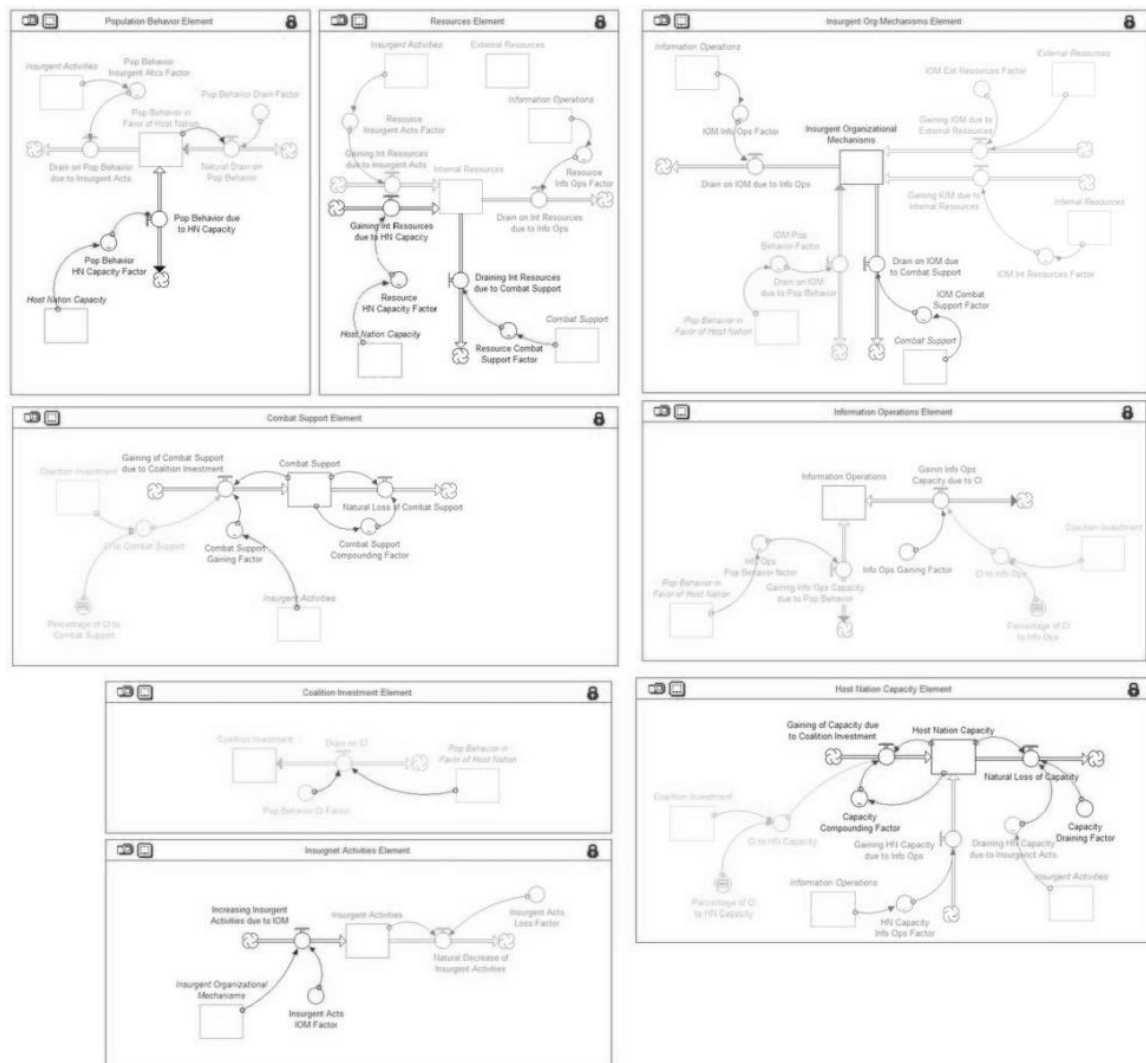 Population Behavior Element
Insurgent Activities
Pop Behavior
Insurgent Atcs Factor
Pop Behavior Drain Factor
Pop Behavior in
Favor of Host Nation
Drain on Pop Behavior
due to Insurgent Acts
Natural Drain on
Pop Behavior
Pop Behavior due
to HN Capacity
Pop Behavior
HN Capacity Factor
Host Nation Capacity
Resources Element
Insurgent Activities
External Resources
Information Operations
Resource
Insurgent Acts Factor
Gaining Int Resources
due to Insurgent Acts
Internal Resources
Resource
Info Ops Factor
Gaining Int Resources
due to HN Capacity
Drain on Int Resources
due to Info Ops
Draining Int Resources
due to Combat Support
Resource
HN Capacity Factor
Combat Support
Host Nation Capacity
Resource Combat
Support Factor
Insurgent Org Mechanisms Element
Information Operations
External Resources
IOM Ext Resources Factor
IOM Info Ops Factor
Insurgent Organizational
Mechanisms
Gaining IOM due to
External Resources
Drain on IOM due to Info Ops
Gaining IOM due to
Internal Resources
Internal Resources
IOM Pop
Behavior Factor
Drain on IOM due to
Combat Support
IOM Int Resources Factor
Drain on IOM
due to Pop Behavior
IOM Combat
Support Factor
Pop Behavior in
Favor of Host Nation
Combat Support
Combat Support Element
Gaining of Combat Support
due to Coalition Investment
Combat Support
Coalition Investment
Natural Loss of Combat Support
CI to Combat Support
Combat Support
Gaining Factor
Combat Support
Compounding Factor
Insurgent Activities
Percentage of CI to
Combat Support
Information Operations Element
Information Operations
Gainin Info Ops
Capacity due to CI
Coalition Investment
Info Ops
Pop Behavior factor
Info Ops Gaining Factor
CI to Info Ops
Pop Behavior in
Favor of Host Nation
Gaining Info Ops Capacity
due to Pop Behavior
Percentage of CI
to Info Ops
Coalition Investment Element
Coalition Investment
Drain on CI
Pop Behavior in
Favor of Host Nation
Pop Behavior CI Factor
Host Nation Capacity Element
Gaining of Capacity due
to Coalition Investment
Host Nation Capacity
Natural Loss of Capacity
Coalition Investment
Capacity
Compounding Factor
CI to HN Capacity
Gaining HN Capacity
due to Info Ops
Draining HN Capacity
due to Insurgenct Acts
Capacity
Draining Factor
Information Operations
Insurgent Activities
Percentage of CI
to HN Capacity
HN Capacity
Info Ops Factor
Insurgnet Activities Element
Increasing Insurgent
Activities due to IOM
Insurgent Activities
Insurgent Acts
Loss Factor
Natural Decrease of
Insurgent Activities
Insurgent Organizational
Mechanisms
Insurgent Acts
IOM Factor